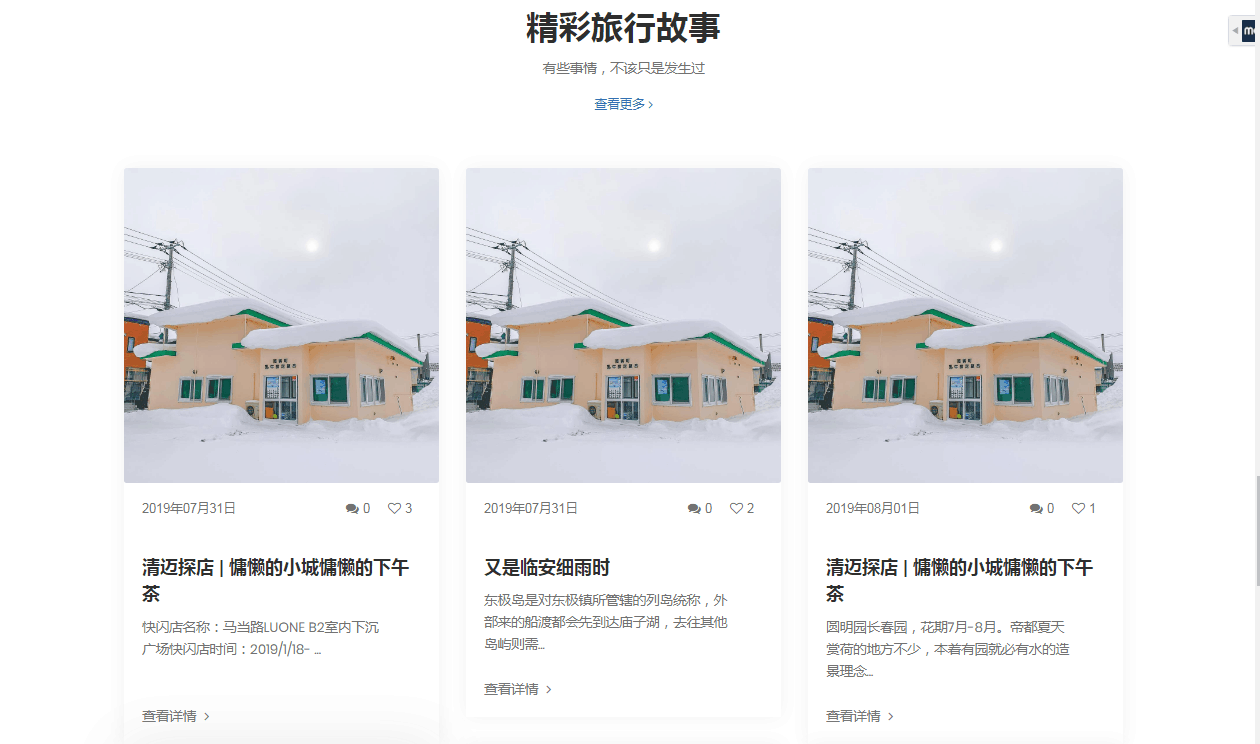 精彩旅行故事
有些事情，不该只是发生过
查看更多 >
2019年07月31日 0 3
清迈探店 | 慵懒的小城慵懒的下午
茶
快闪店名称：马当路LUONE B2室内下沉
广场快闪店时间：2019/1/18- ...
查看详情 >
2019年07月31日 0 2
又是临安细雨时
东极岛是对东极镇所管辖的列岛统称，外
部来的船渡都会先到达庙子湖，去往其他
岛屿则需...
查看详情 >
2019年08月01日 0 1
清迈探店 | 慵懒的小城慵懒的下午
茶
圆明园长春园，花期7月-8月。帝都夏天
赏荷的地方不少，本着有园就必有水的造
景理念...
查看详情 >